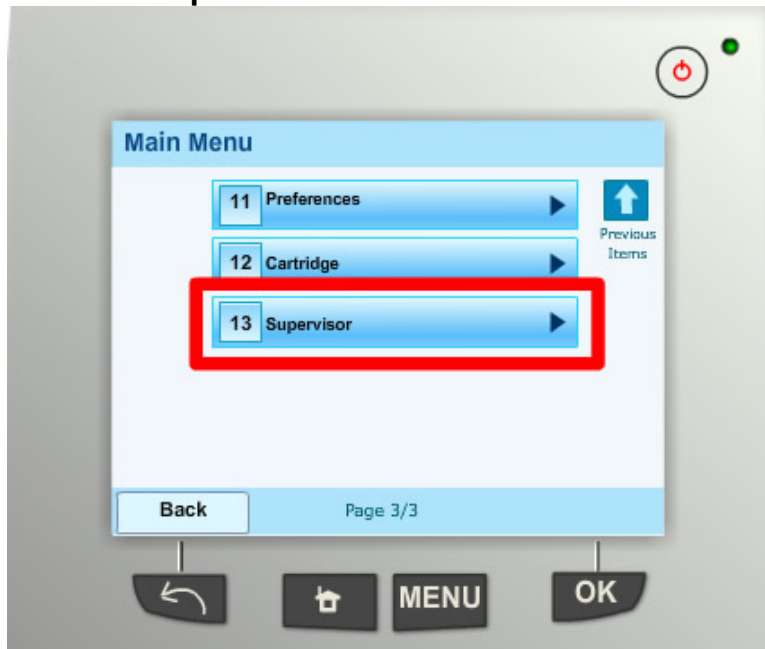 Main Menu
11 Preferences
Previous
Items
12 Cartridge
13 Supervisor
Back
Page 3/3
MENU
OK